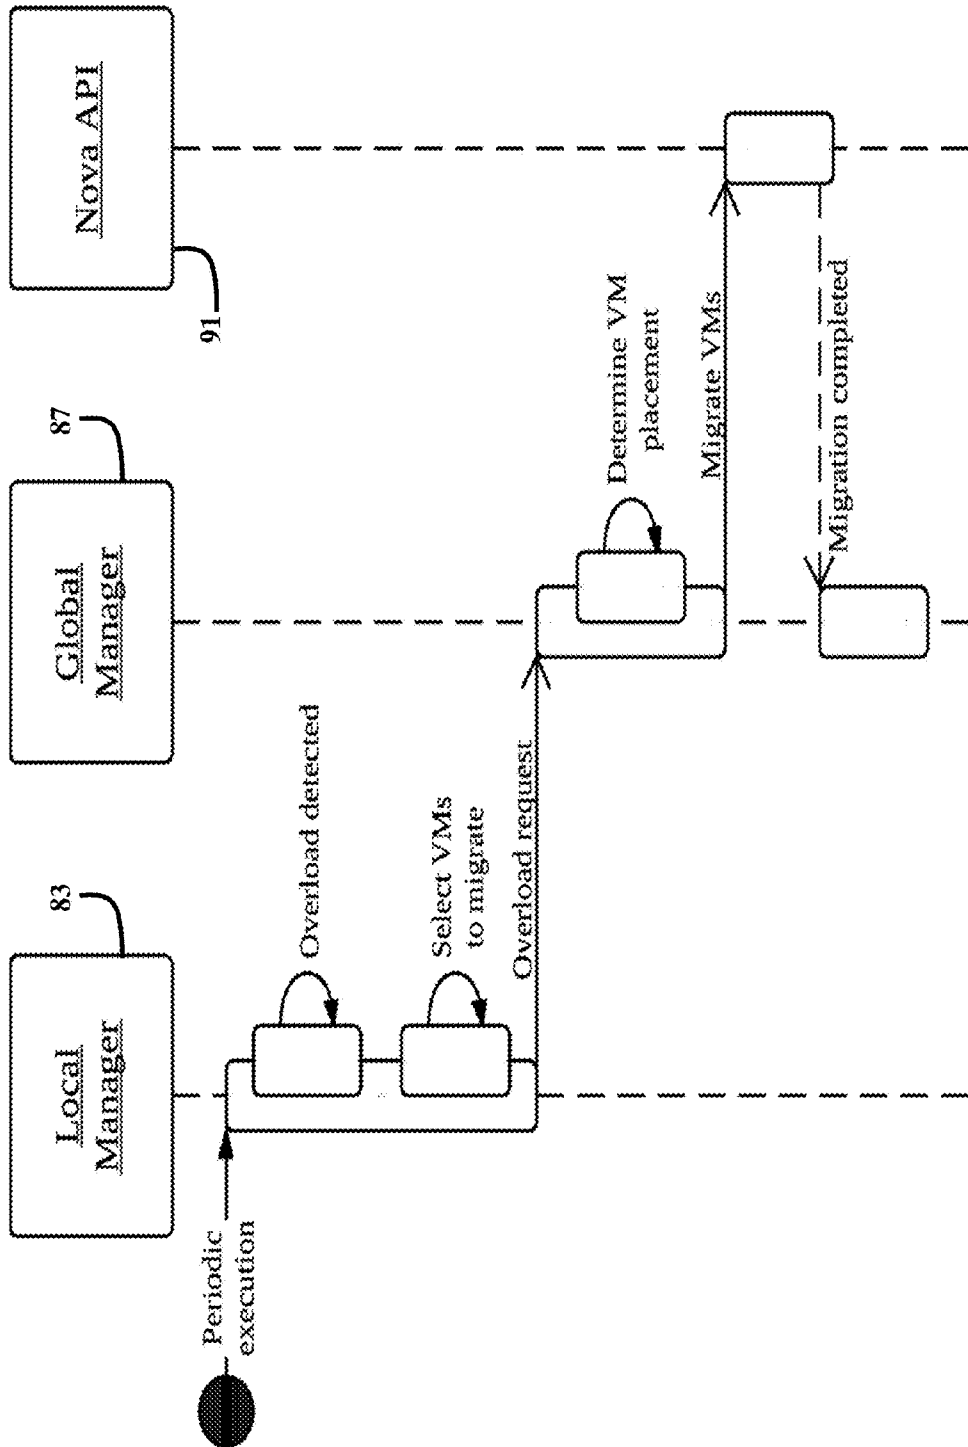 Local
Manager
83
Global
Manager
87
Nova API
91
Periodic
execution
Overload detected
Select VMs
to migrate
Overload request
Determine VM
placement
Migrate VMs
Migration completed